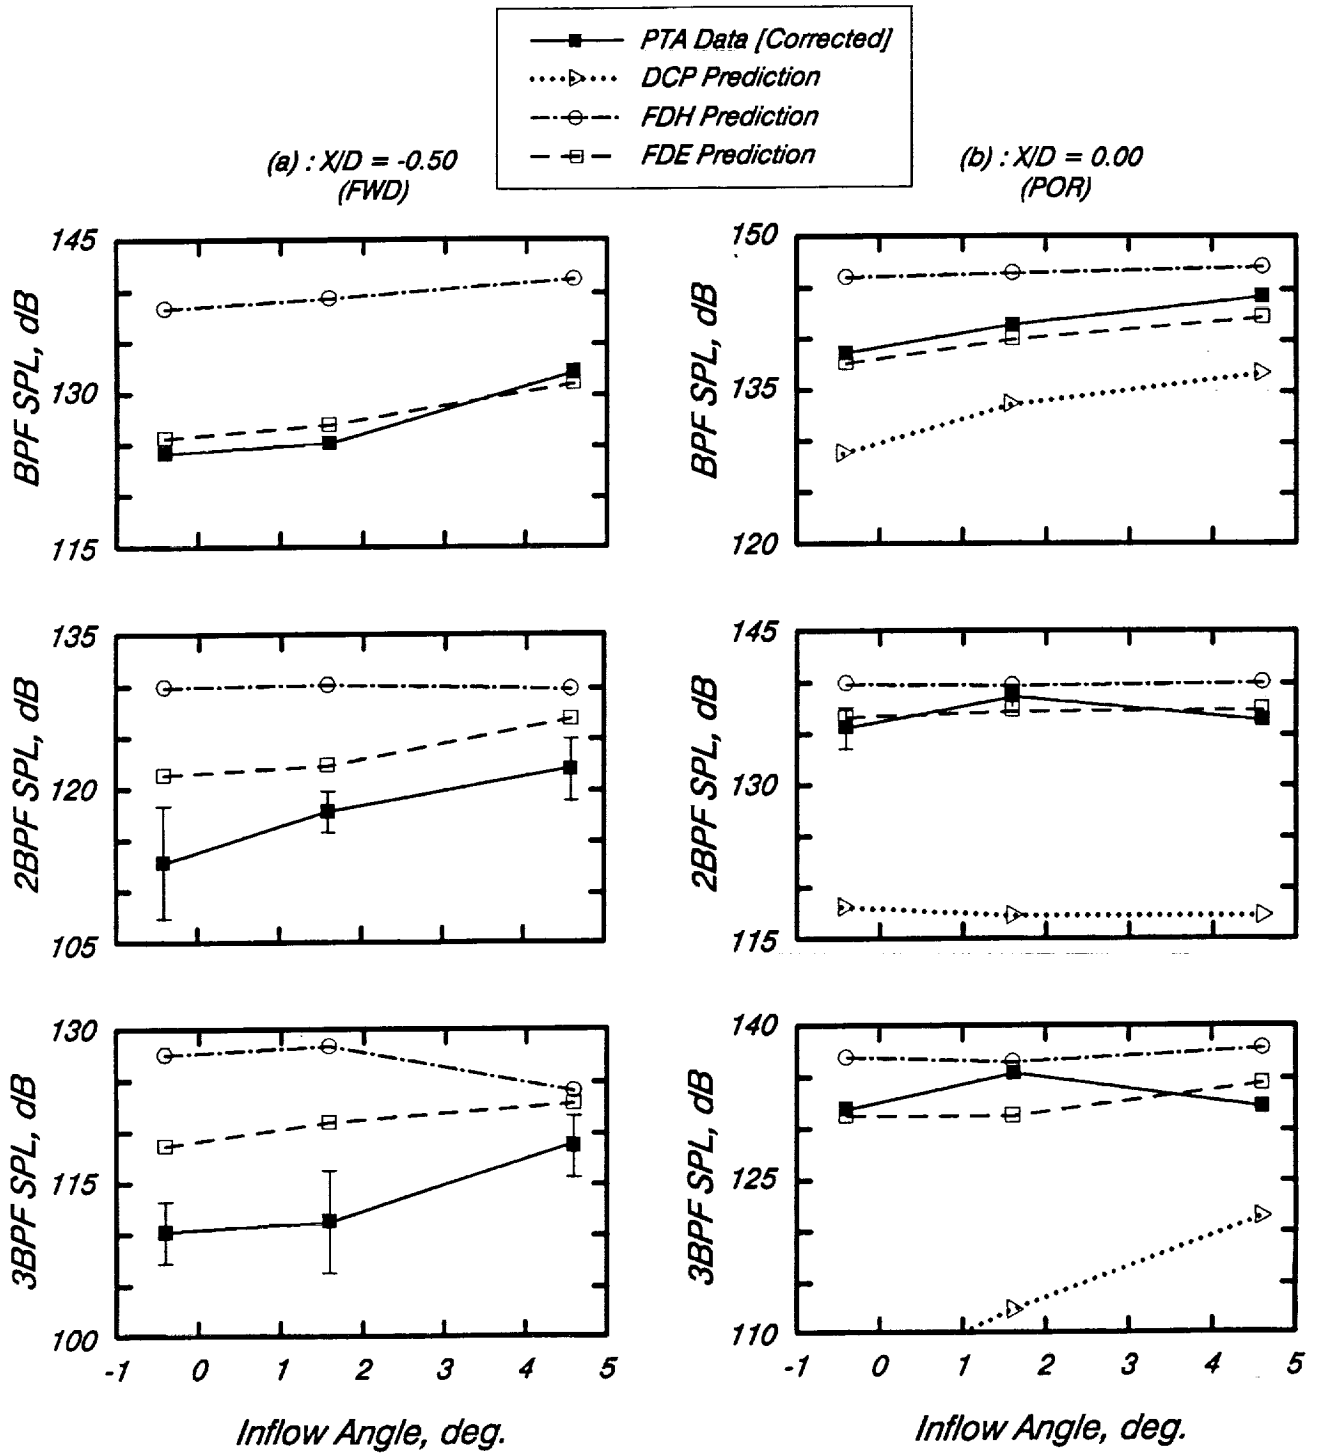 PTA Data [Corrected]
DCP Prediction
FDH Prediction
FDE Prediction
(a) : X/D = -0.50
(FWD)
(b) : X/D = 0.00
(POR)
BPF SPL, dB
145
130
115
BPF SPL, dB
150
135
120
2BPF SPL, dB
135
120
105
2BPF SPL, dB
145
130
115
3BPF SPL, dB
130
115
100
-1 0 1 2 3 4 5
Inflow Angle, deg.
3BPF SPL, dB
140
125
110
-1 0 1 2 3 4 5
Inflow Angle, deg.